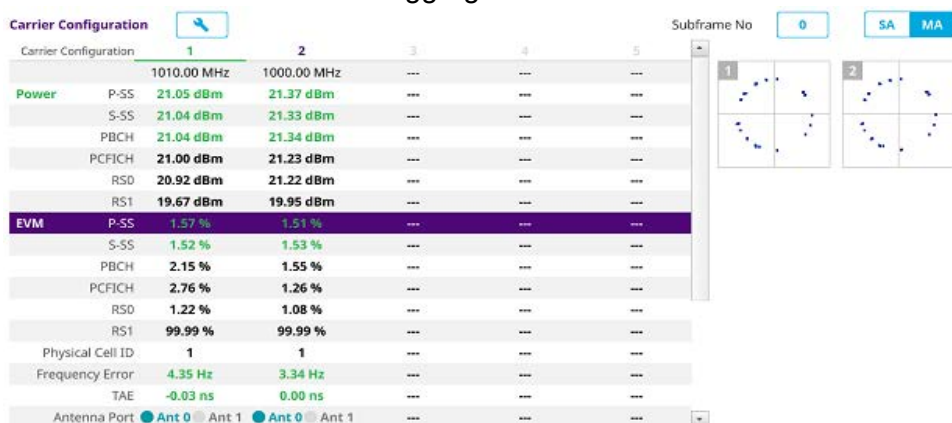 Carrier Configuration Subframe No 0 SA MA
Carrier Configuration 1 2 3 4 5
1010.00 MHz 1000.00 MHz --- --- ---
Power P-SS 21.05 dBm 21.37 dBm --- --- ---
S-SS 21.04 dBm 21.33 dBm --- --- ---
PBCH 21.04 dBm 21.34 dBm --- --- ---
PCFICH 21.00 dBm 21.23 dBm --- --- ---
RS0 20.92 dBm 21.22 dBm --- --- ---
RS1 19.67 dBm 19.95 dBm --- --- ---
EVM P-SS 1.57 % 1.51 % --- --- ---
S-SS 1.52 % 1.53 % --- --- ---
PBCH 2.15 % 1.55 % --- --- ---
PCFICH 2.76 % 1.26 % --- --- ---
RS0 1.22 % 1.08 % --- --- ---
RS1 99.99 % 99.99 % --- --- ---
Physical Cell ID 1 1 --- --- ---
Frequency Error 4.35 Hz 3.34 Hz --- --- ---
TAE -0.03 ns 0.00 ns --- --- ---
Antenna Port Ant 0 Ant 1 Ant 0 Ant 1 --- --- ---
1 2